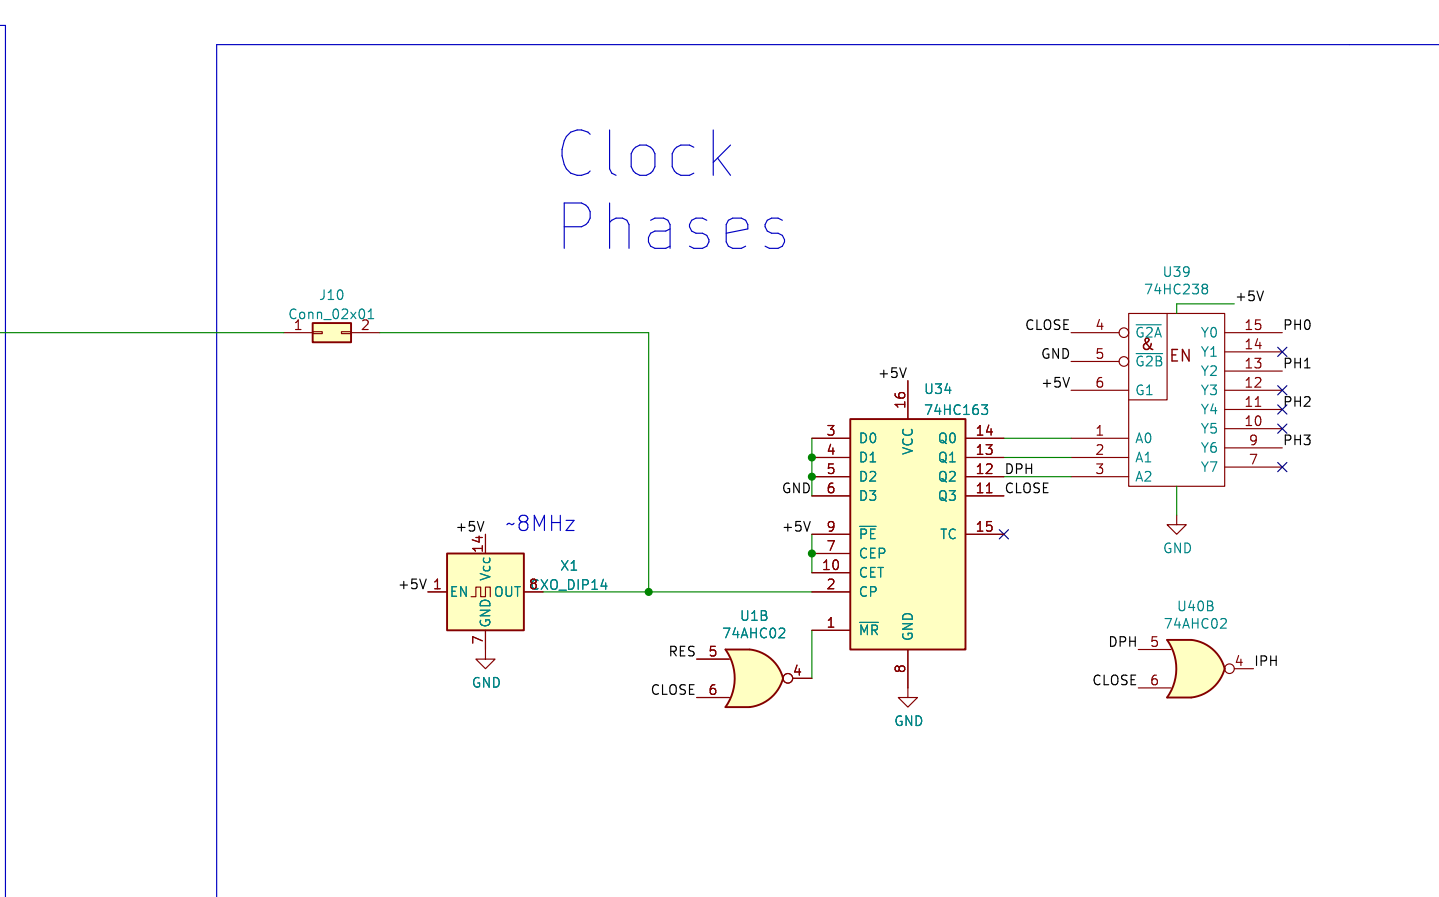 Clock
Phases
J10
Conn_02x01
1 2
U39
74HC238
+5V
CLOSE 4 G2A Y0 15 PH0
& EN
Y1 14
GND 5 G2B
Y2 13 PH1
+5V 6 G1 Y3 12
Y4 11 PH2
Y5 10
1 A0 Y6 9 PH3
2 A1 Y7 7
3 A2
GND
+5V
16
U34
74HC163
VCC
3 D0 Q0 14
4 D1 Q1 13
5 D2 Q2 12 DPH
GND 6 D3 Q3 11 CLOSE
+5V 9 PE TC 15
7 CEP
10 CET
2 CP
1 MR
GND
8
GND
~8MHz
+5V
14
X1
CXO_DIP14
+5V 1 EN Vcc OUT 8
GND
7
GND
U1B
74AHC02
RES 5
4
CLOSE 6
U40B
74AHC02
DPH 5
4 IPH
CLOSE 6